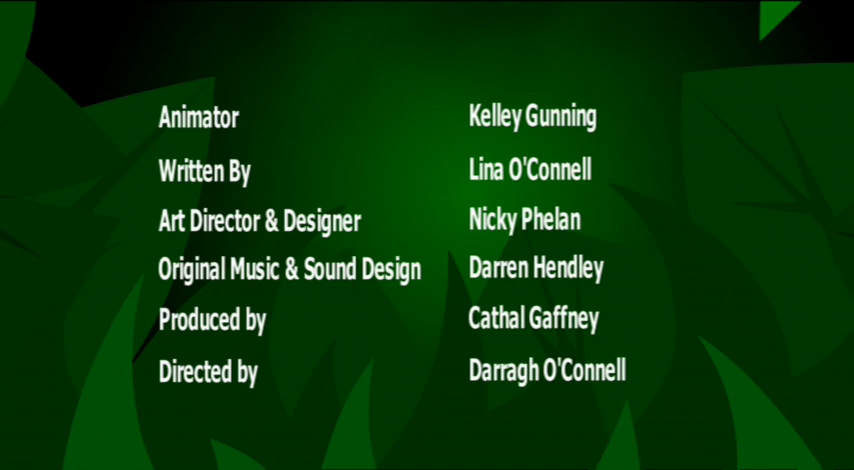 Animator Kelley Gunning
Written By Lina O'Connell
Art Director & Designer Nicky Phelan
Original Music & Sound Design Darren Hendley
Produced by Cathal Gaffney
Directed by Darragh O'Connell